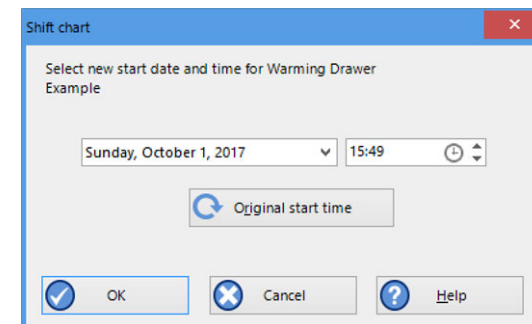 Shift chart
Select new start date and time for Warming Drawer
Example
Sunday, October 1, 2017 15:49
Original start time
OK Cancel Help